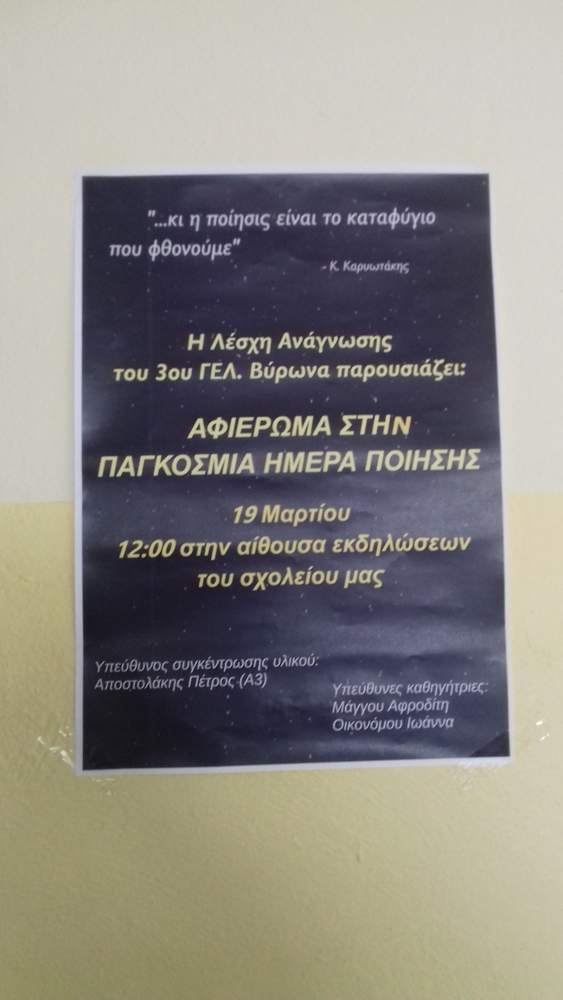 "...κι η ποίησις είναι το καταφύγιο
που φθονούμε"
- Κ. Καρυωτάκης
Η Λέσχη Ανάγνωσης
του 3ου ΓΕΛ. Βύρωνα παρουσιάζει:
ΑΦΙΕΡΩΜΑ ΣΤΗΝ
ΠΑΓΚΟΣΜΙΑ ΗΜΕΡΑ ΠΟΙΗΣΗΣ
19 Μαρτίου
12:00 στην αίθουσα εκδηλώσεων
του σχολείου μας
Υπεύθυνος συγκέντρωσης υλικού:
Αποστολάκης Πέτρος (Α3)
Υπεύθυνες καθηγήτριες:
Μάγγου Αφροδίτη
Οικονόμου Ιωάννα